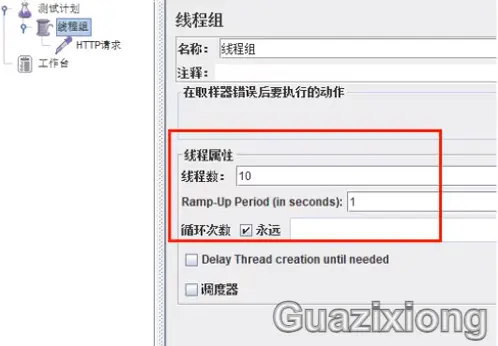 测试计划
线程组
HTTP请求
工作台
线程组
名称: 线程组
注释:
在取样器错误后要执行的动作
线程属性
线程数: 10
Ramp-Up Period (in seconds): 1
循环次数 永远
Delay Thread creation until needed
调度器
Guazixiong